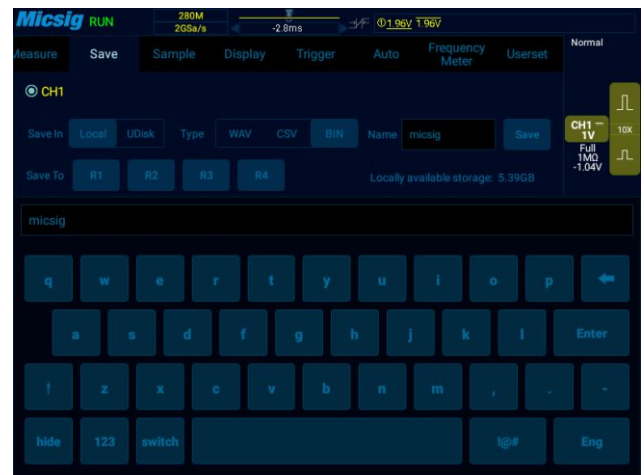 Micsig RUN 280M 2GSa/s -2.8ms ①1.96V 1.96V
Measure Save Sample Display Trigger Auto Frequency Meter Userset Normal
CH1
Save In Local UDisk Type WAV CSV BIN Name micsig Save
Save To R1 R2 R3 R4 Locally available storage: 5.39GB
CH1
1V
10X
Full
1MΩ
-1.04V
micsig
q w e r t y u i o p
a s d f g h j k l Enter
↑ z x c v b n m , . -
hide 123 switch !@# Eng